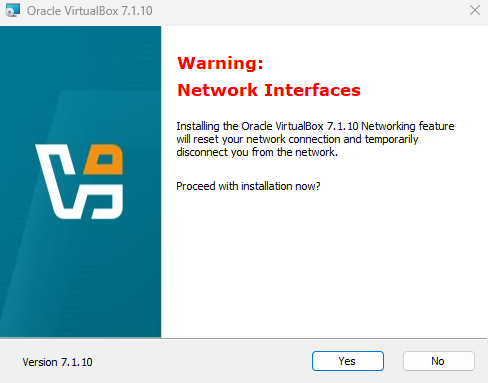 Oracle VirtualBox 7.1.10
Warning:
Network Interfaces
Installing the Oracle VirtualBox 7.1.10 Networking feature
will reset your network connection and temporarily
disconnect you from the network.
Proceed with installation now?
Version 7.1.10
Yes
No